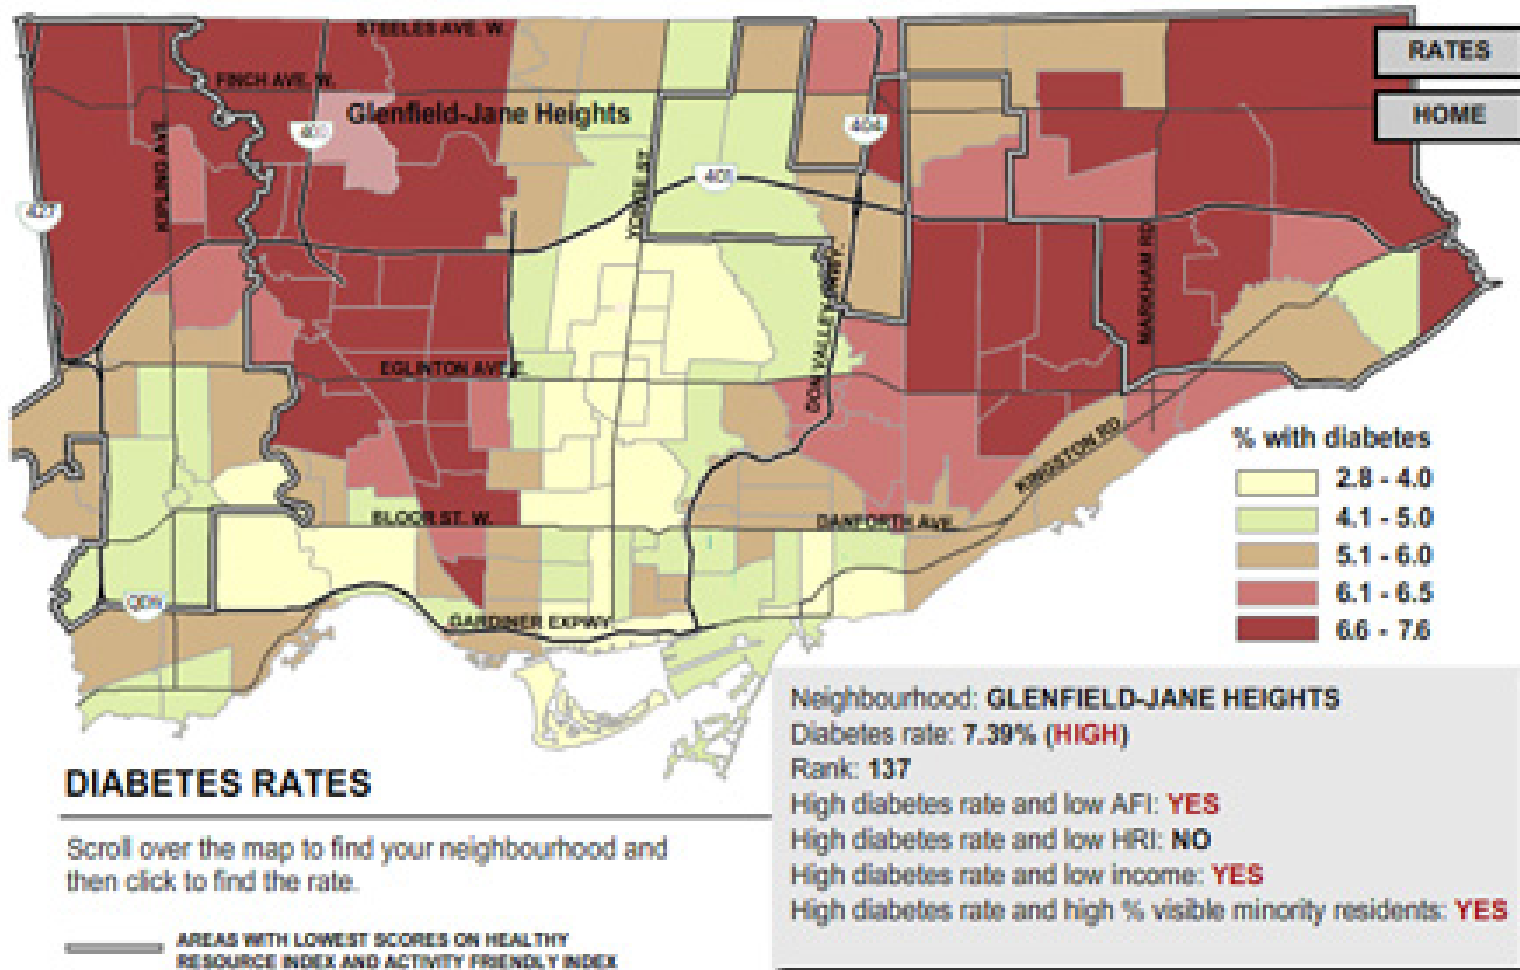 STEELES AVE. W.
RATES
FINCH AVE. W.
Glenfield-Jane Heights
HOME
400
404
KIPLING AVE.
401
YONGE ST.
427
DON VALLEY PKWY.
MARKHAM RD
EGLINTON AVE. E.
% with diabetes
KINGSTON RD
2.8 - 4.0
BLOOR ST. W.
DANFORTH AVE.
4.1 - 5.0
5.1 - 6.0
QEW
6.1 - 6.5
GARDINER EXPWY
6.6 - 7.6
Neighbourhood: GLENFIELD-JANE HEIGHTS
Diabetes rate: 7.39% (HIGH)
Rank: 137
High diabetes rate and low AFI: YES
High diabetes rate and low HRI: NO
High diabetes rate and low income: YES
High diabetes rate and high % visible minority residents: YES
DIABETES RATES
Scroll over the map to find your neighbourhood and
then click to find the rate.
AREAS WITH LOWEST SCORES ON HEALTHY
RESOURCE INDEX AND ACTIVITY FRIENDLY INDEX